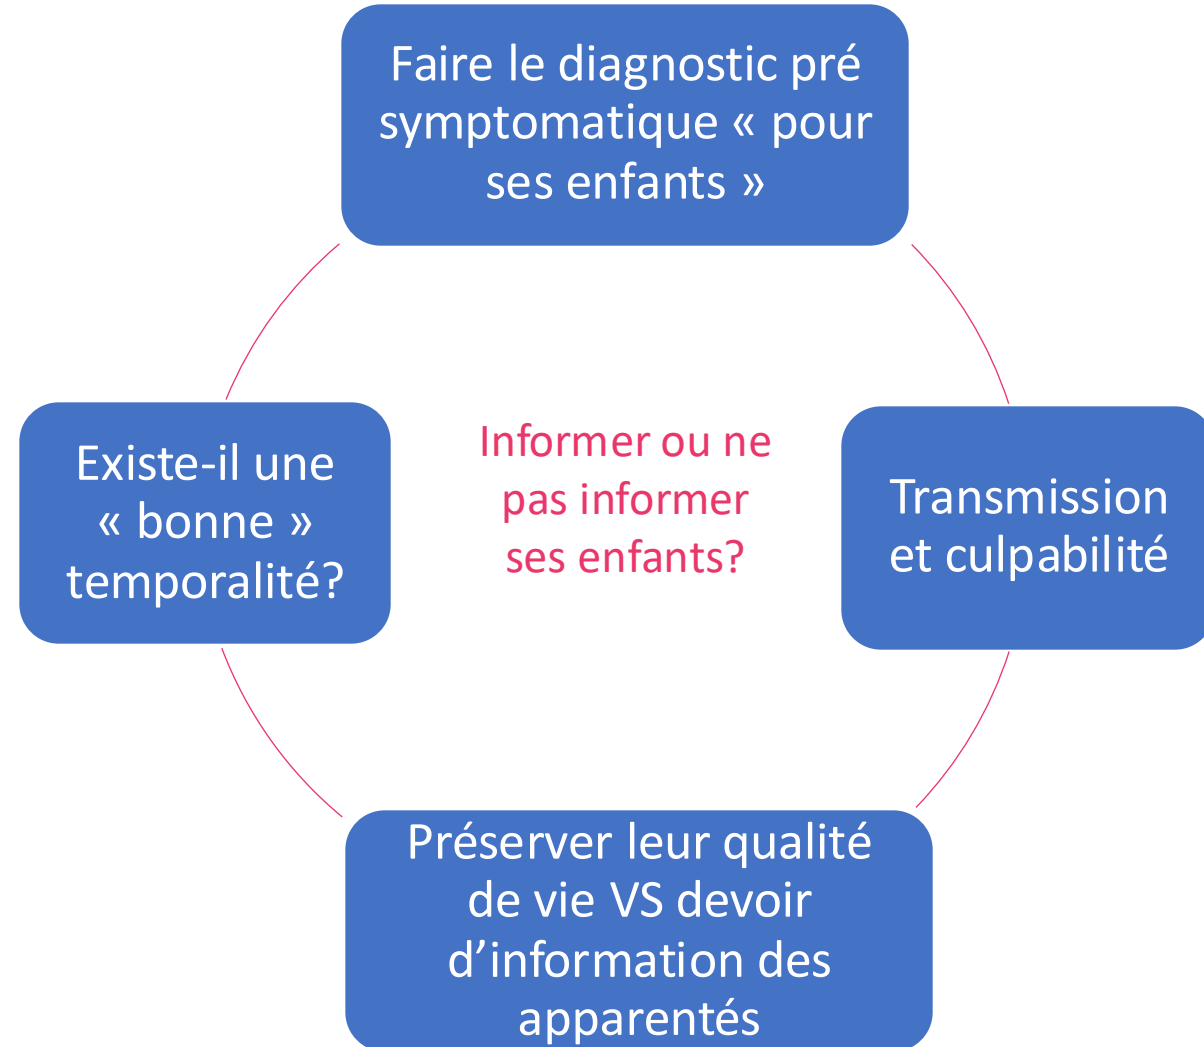 Faire le diagnostic pré
symptomatique « pour
ses enfants »
Existe-il une
« bonne »
temporalité?
Informer ou ne
pas informer
ses enfants?
Transmission
et culpabilité
Préserver leur qualité
de vie VS devoir
d’information des
apparentés